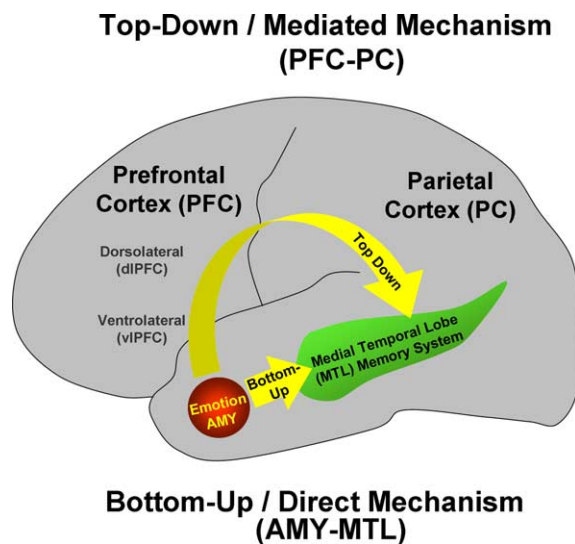 Top-Down / Mediated Mechanism
(PFC-PC)
Prefrontal
Cortex (PFC)
Parietal
Cortex (PC)
Dorsolateral
(dlPFC)
Top Down
Ventrolateral
(vlPFC)
Medial Temporal Lobe
(MTL) Memory System
Bottom-
Up
Emotion
AMY
Bottom-Up / Direct Mechanism
(AMY-MTL)